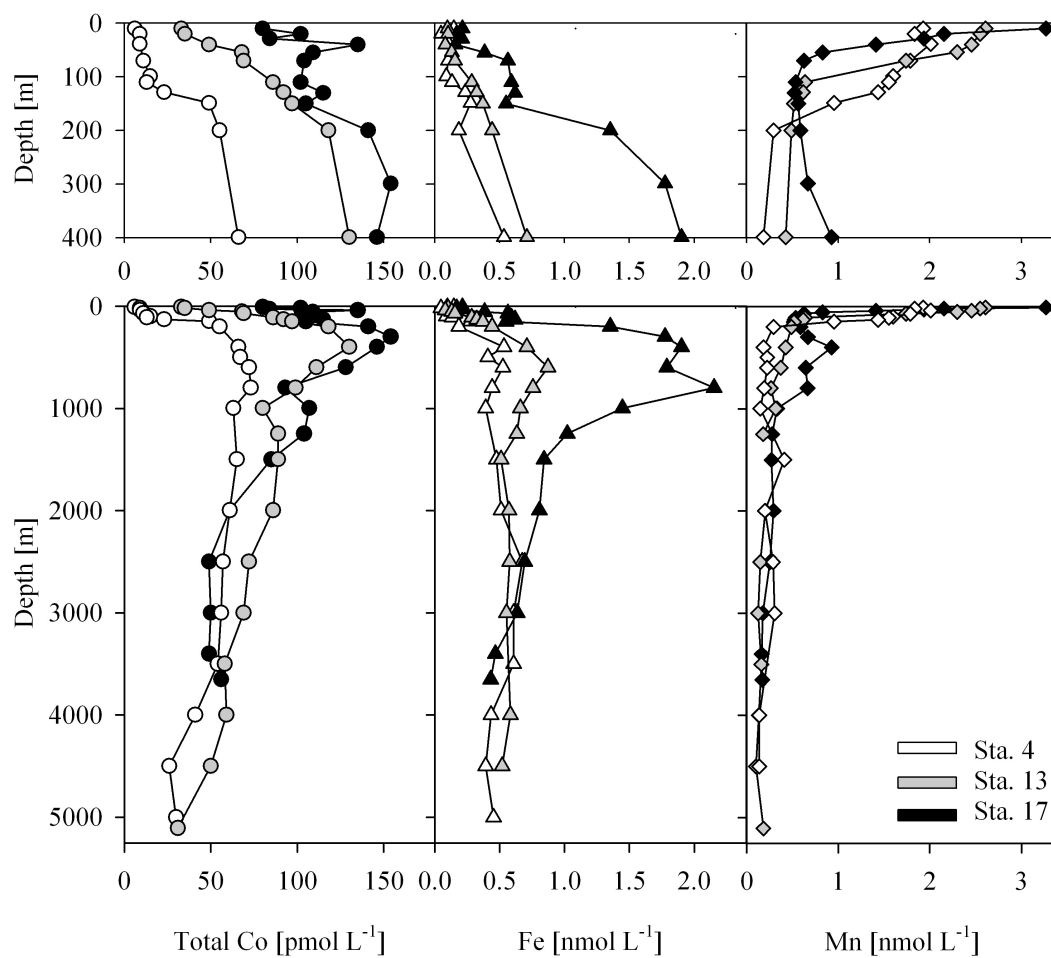 0
100
200
300
400
Depth [m]
0 50 100 150
0.0 0.5 1.0 1.5 2.0
0 1 2 3
0
1000
2000
3000
4000
5000
Depth [m]
0 50 100 150
0.0 0.5 1.0 1.5 2.0
0 1 2 3
Sta. 4
Sta. 13
Sta. 17
Total Co [pmol L⁻¹]
Fe [nmol L⁻¹]
Mn [nmol L⁻¹]